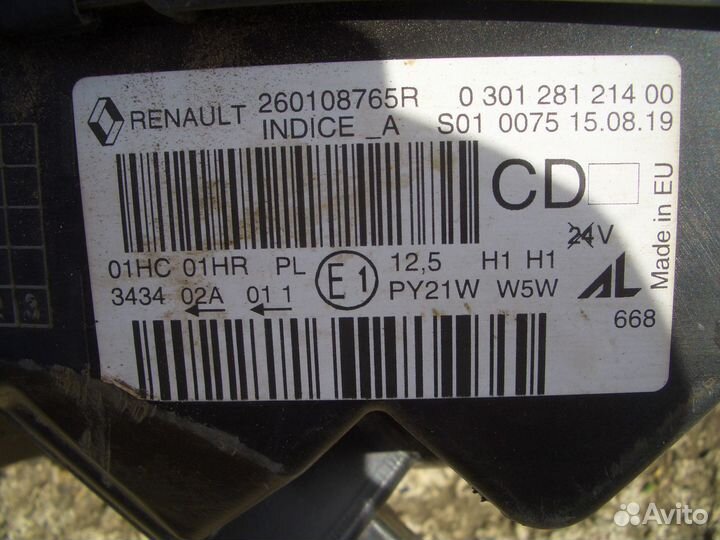 RENAULT 260108765R 0 301 281 214 00
INDICE _A S01 0075 15.08.19
CD
24V
Made in EU
01HC 01HR PL E1 12,5 H1 H1
3434 02A 01 1 PY21W W5W AL
668
Avito